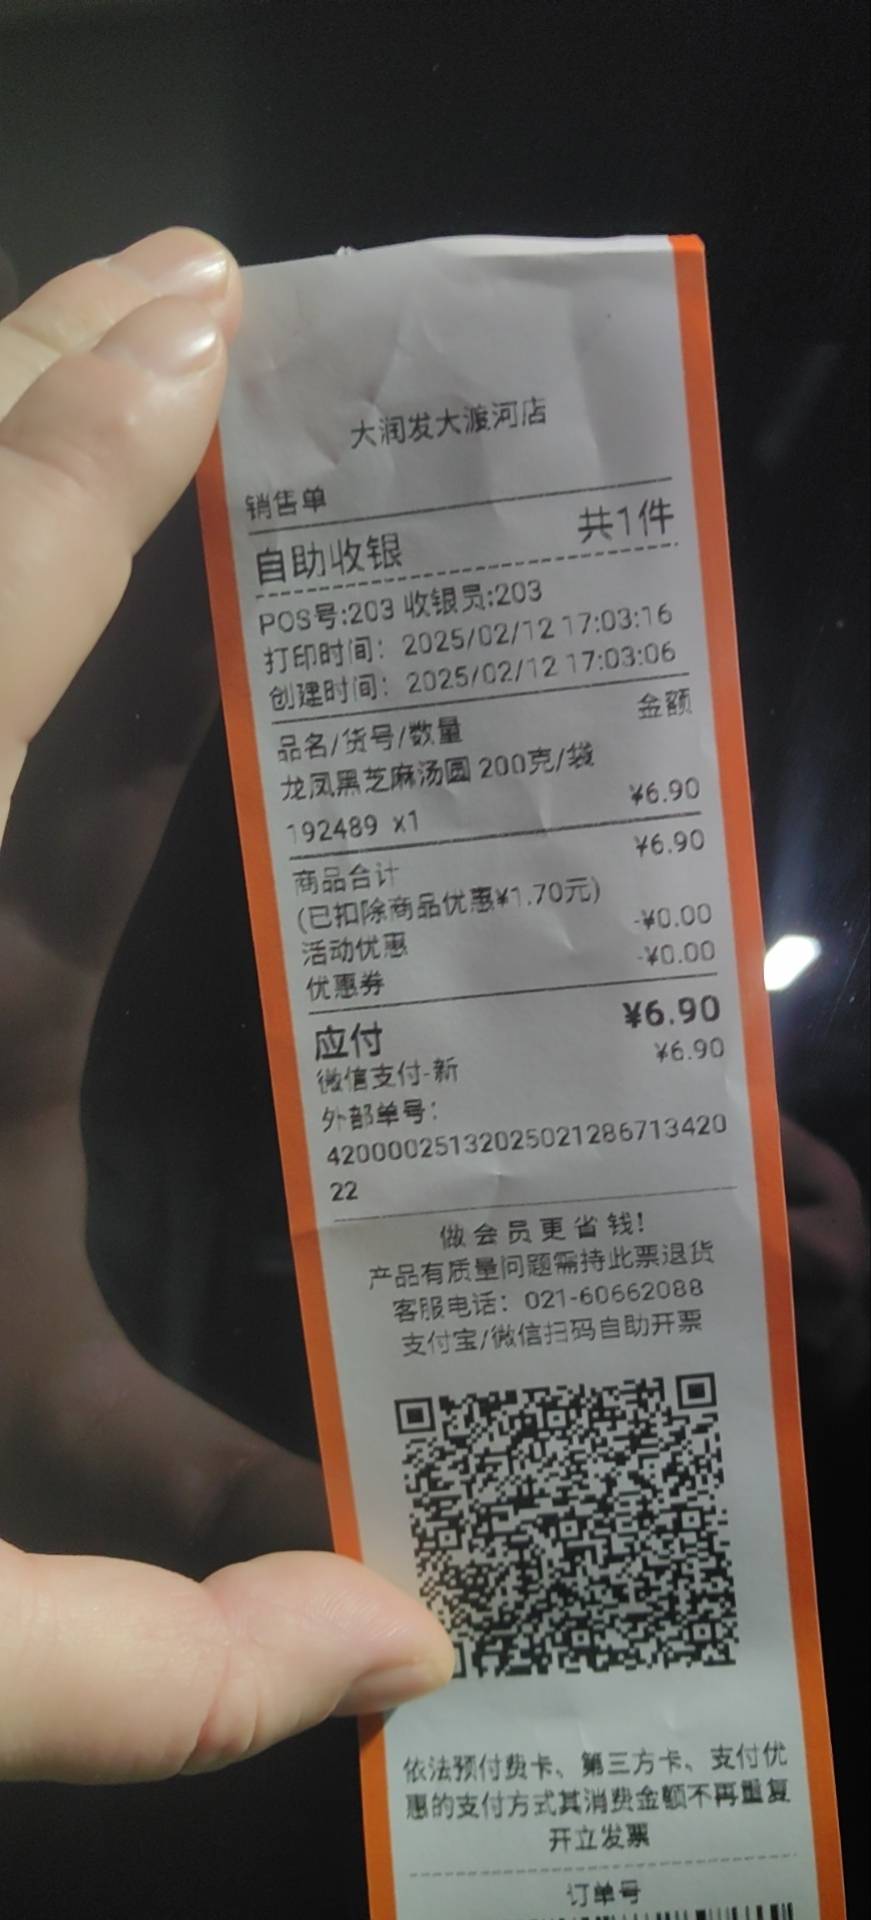 大润发大渡河店
销售单
自助收银 共1件
POS号:203 收银员:203
打印时间: 2025/02/12 17:03:16
创建时间: 2025/02/12 17:03:06
品名/货号/数量 金额
龙凤黑芝麻汤圆 200克/袋
192489 x1 ¥6.90
商品合计 ¥6.90
(已扣除商品优惠¥1.70元)
活动优惠 -¥0.00
优惠券 -¥0.00
应付 ¥6.90
微信支付-新 ¥6.90
外部单号:
42000025132025021286713420
22
做会员更省钱!
产品有质量问题需持此票退货
客服电话: 021-60662088
支付宝/微信扫码自助开票
依法预付费卡、第三方卡、支付优
惠的支付方式其消费金额不再重复
开立发票
订单号